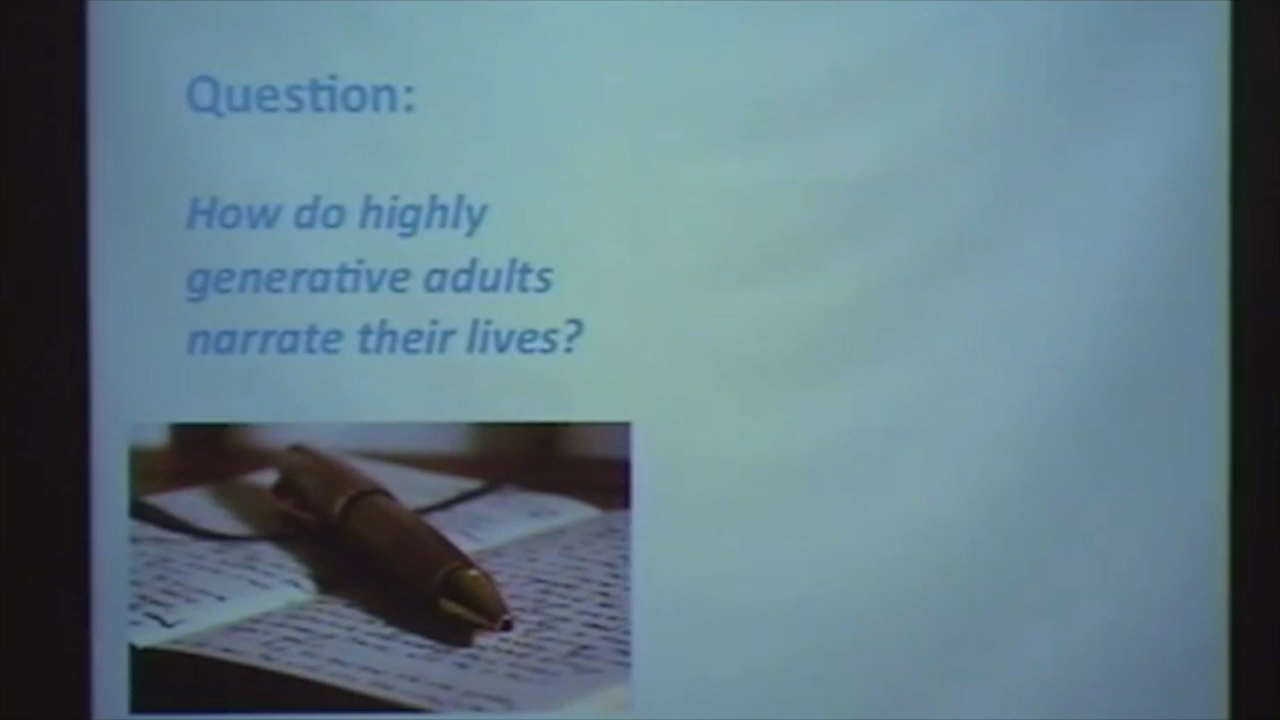 Question:
How do highly
generative adults
narrate their lives?